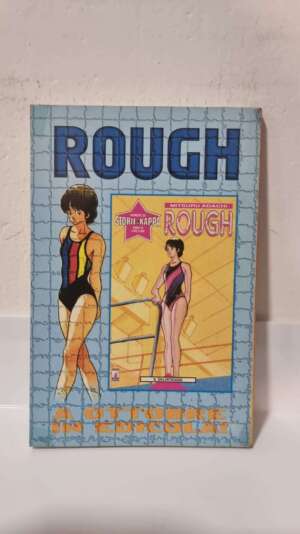 ROUGH
MITSURU ADACHI
STORIE di KAPPA
ROUGH
A OTTOBRE
IN EDICOLA!